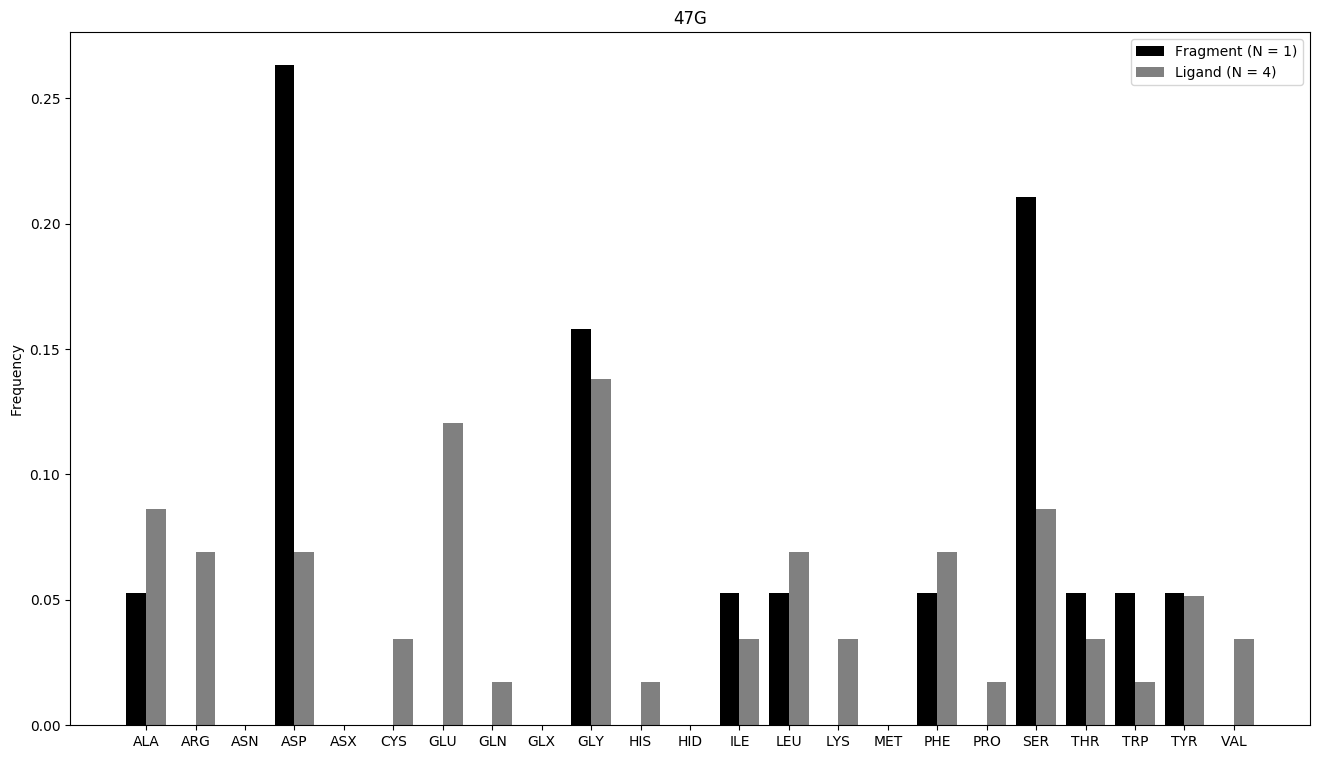 47G
Fragment (N = 1)
Ligand (N = 4)
Frequency
0.25
0.20
0.15
0.10
0.05
0.00
ALA ARG ASN ASP ASX CYS GLU GLN GLX GLY HIS HID ILE LEU LYS MET PHE PRO SER THR TRP TYR VAL